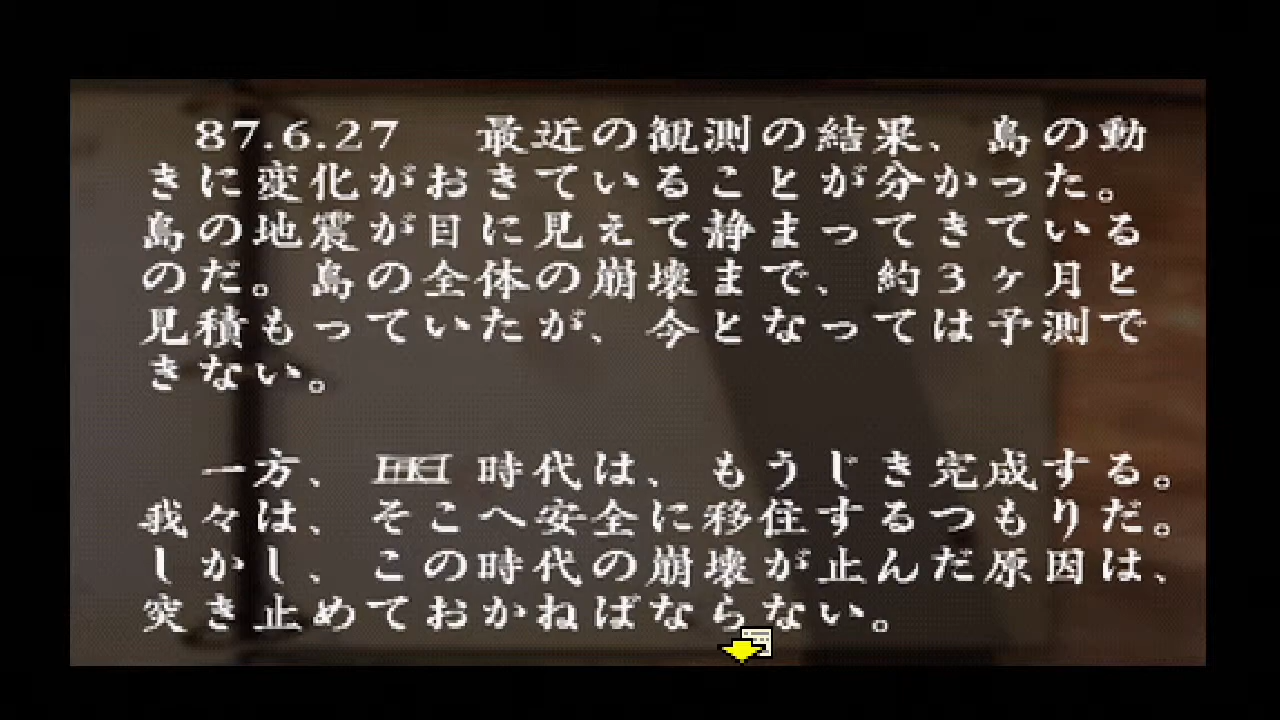 87.6.27　最近の観測の結果、島の動
きに変化がおきていることが分かった。
島の地震が目に見えて静まってきている
のだ。島の全体の崩壊まで、約3ヶ月と
見積もっていたが、今となっては予測で
きない。
一方、時代は、もうじき完成する。
我々は、そこへ安全に移住するつもりだ。
しかし、この時代の崩壊が止んだ原因は、
突き止めておかねばならない。